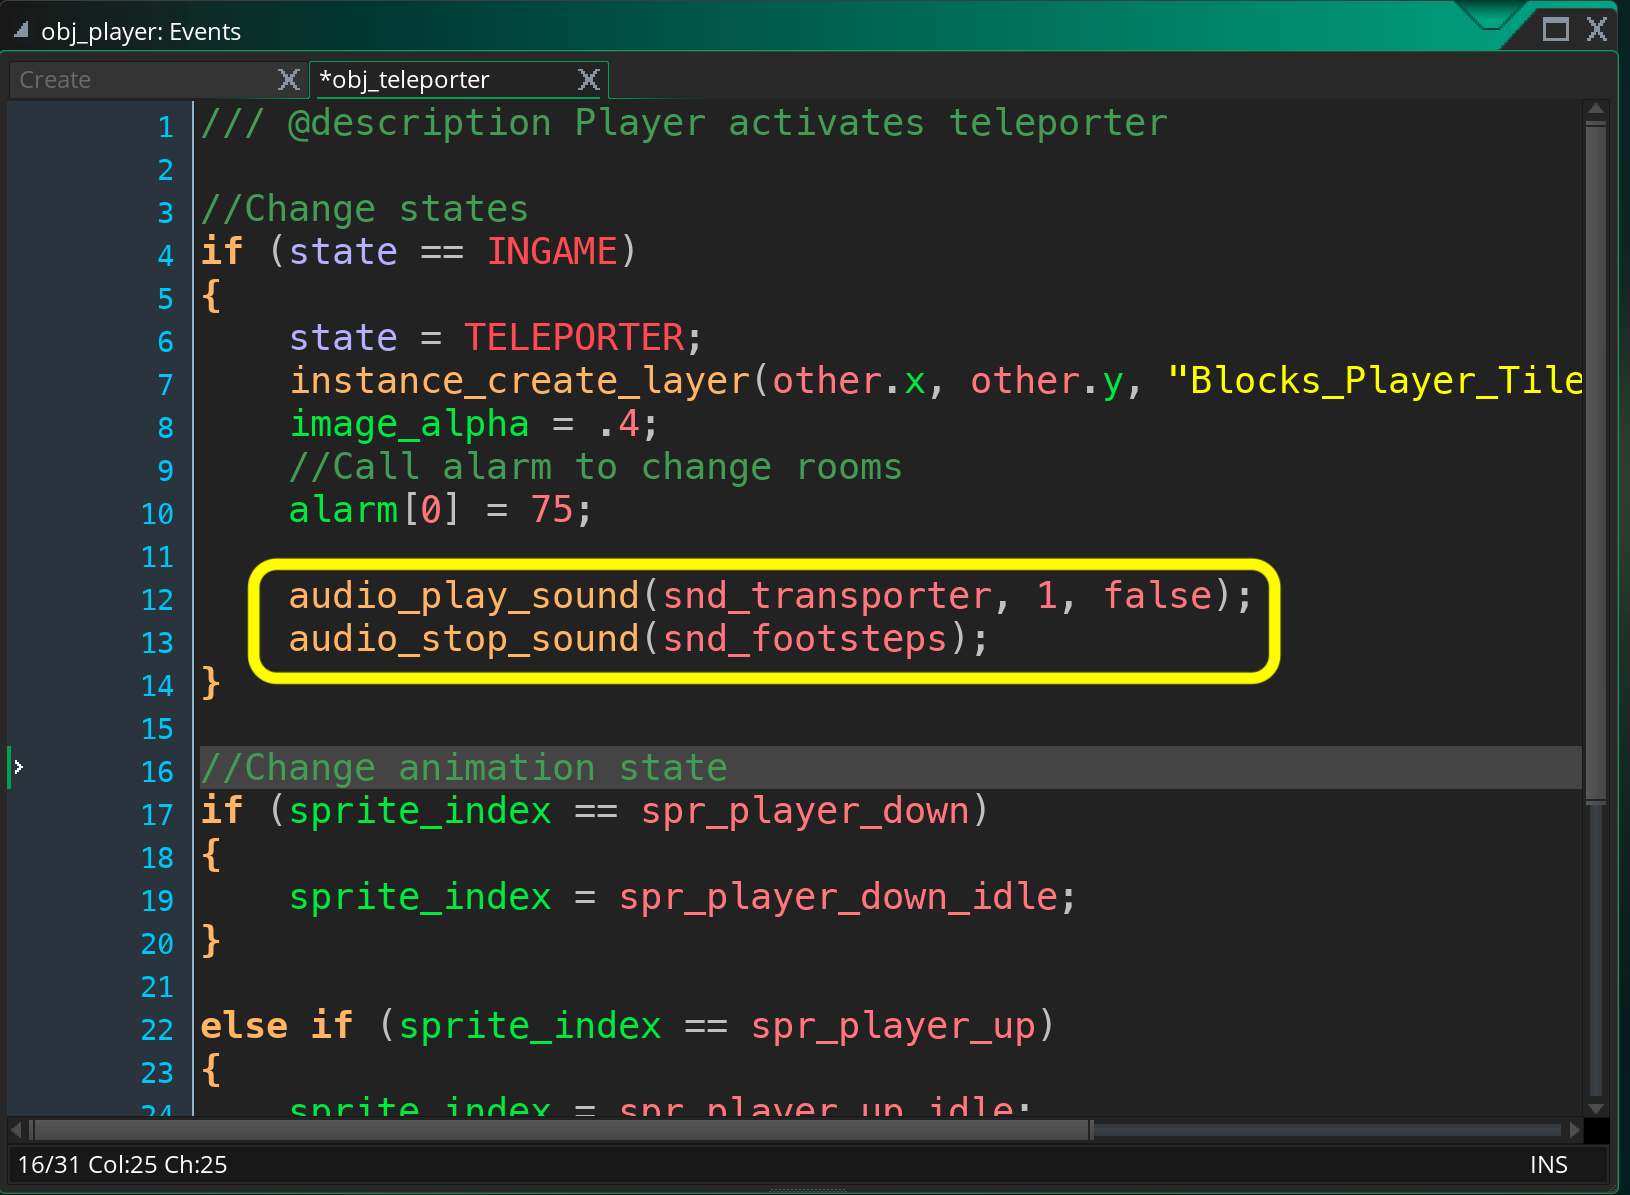 obj_player: Events
Create
*obj_teleporter
1 /// @description Player activates teleporter
2
3 //Change states
4 if (state == INGAME)
5 {
6 state = TELEPORTER;
7 instance_create_layer(other.x, other.y, "Blocks_Player_Tile
8 image_alpha = .4;
9 //Call alarm to change rooms
10 alarm[0] = 75;
11
12 audio_play_sound(snd_transporter, 1, false);
13 audio_stop_sound(snd_footsteps);
14 }
15
16 //Change animation state
17 if (sprite_index == spr_player_down)
18 {
19 sprite_index = spr_player_down_idle;
20 }
21
22 else if (sprite_index == spr_player_up)
23 {
24 sprite_index = spr_player_up_idle;
16/31 Col:25 Ch:25
INS